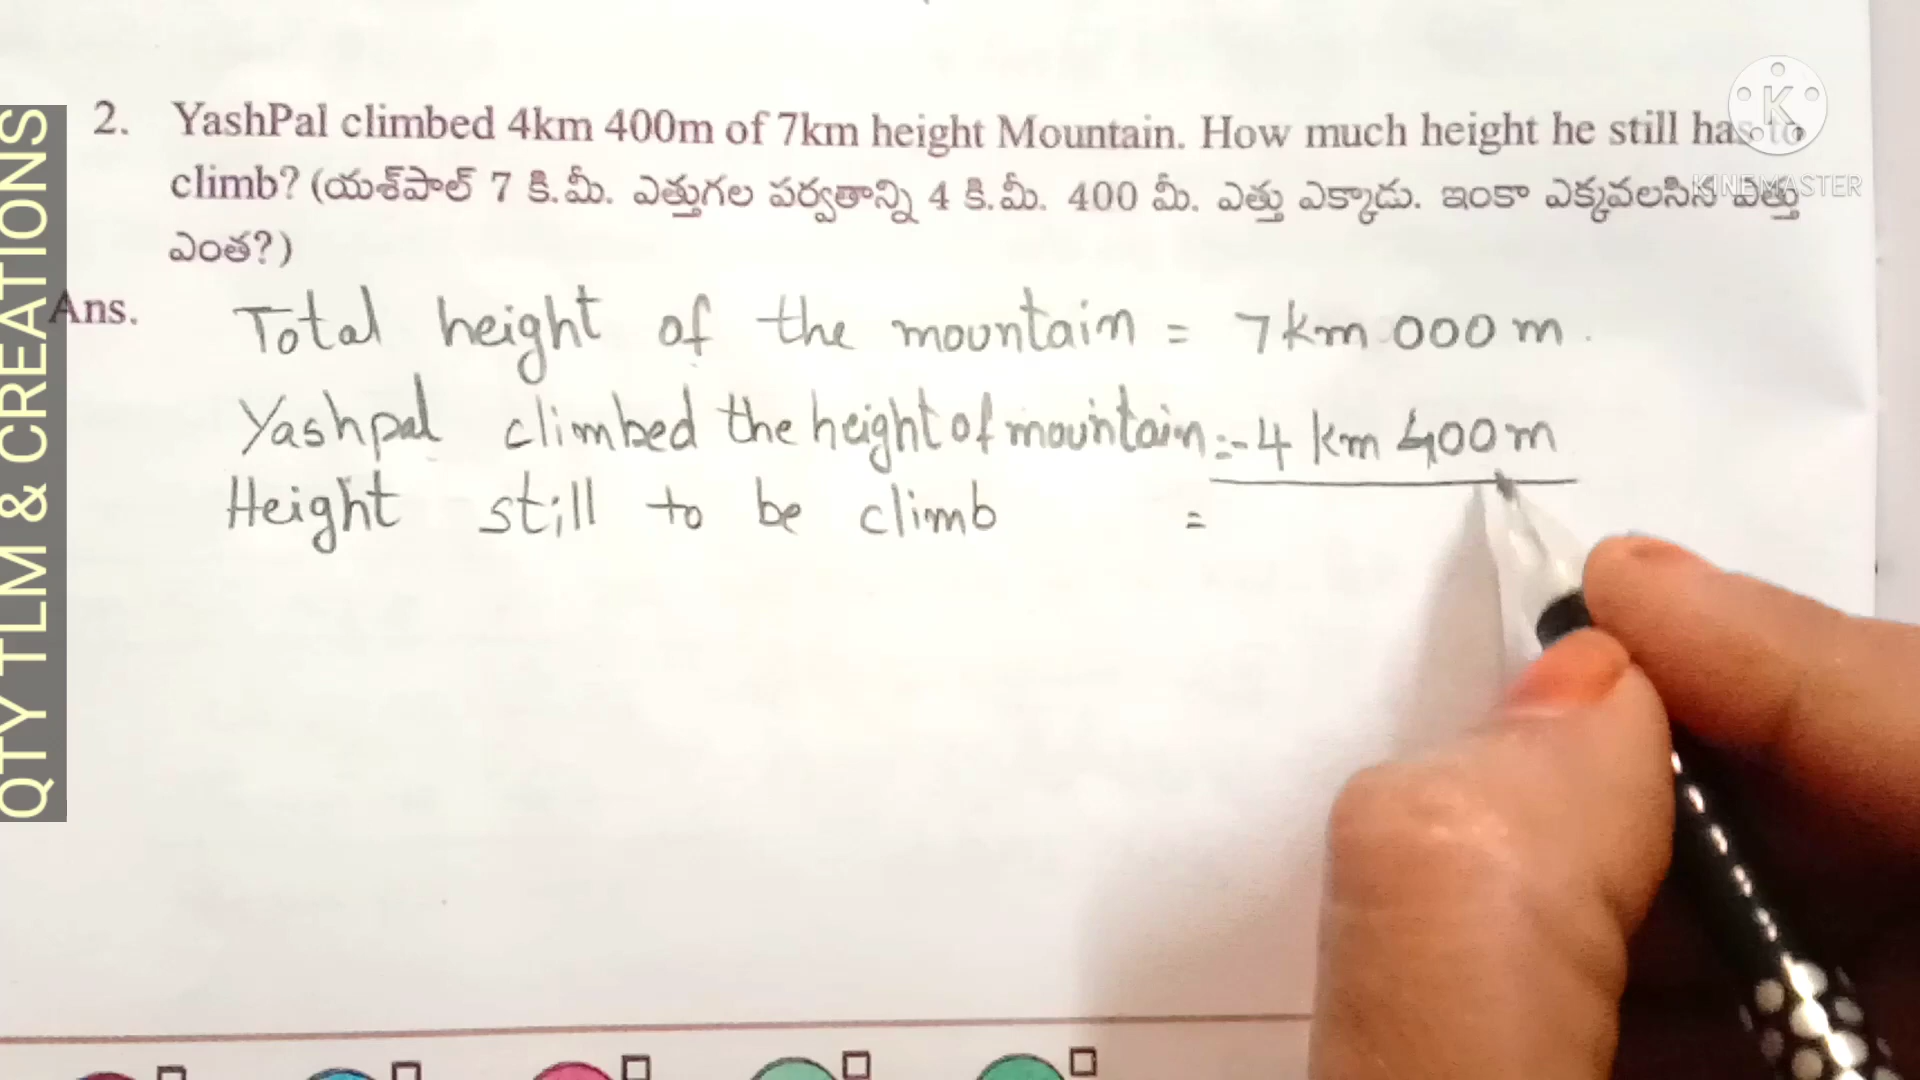 2. YashPal climbed 4km 400m of 7km height Mountain. How much height he still has to
climb? (యశ్‌పాల్ 7 కి.మీ. ఎత్తుగల పర్వతాన్ని 4 కి.మీ. 400 మీ. ఎత్తు ఎక్కాడు. ఇంకా ఎక్కవలసిన ఎత్తు
ఎంత?)
Ans.
Total height of the mountain = 7km 000m.
Yashpal climbed the height of mountain = -4 km 400m
Height still to be climb =
QTY TLM & CREATIONS
K
KINEMASTER